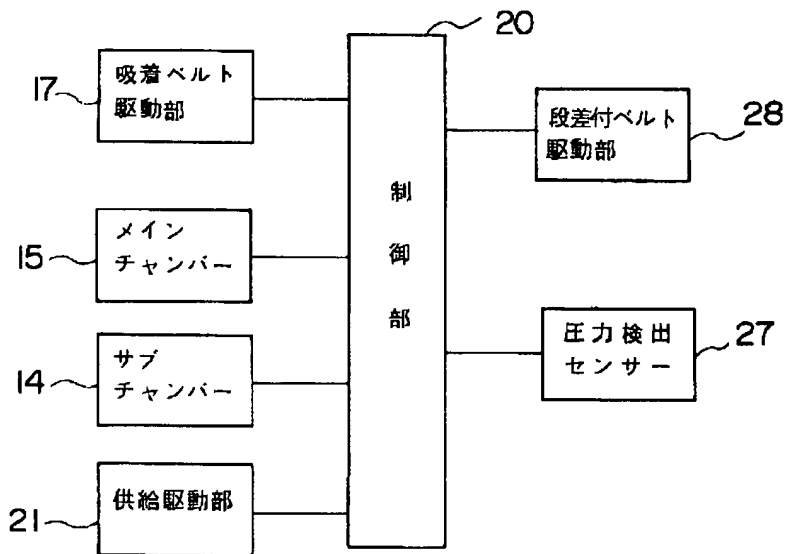 20
17
吸着ベルト
駆動部
15
メイン
チャンバー
14
サブ
チャンバー
21
供給駆動部
制
御
部
段差付ベルト
駆動部
28
圧力検出
センサー
27